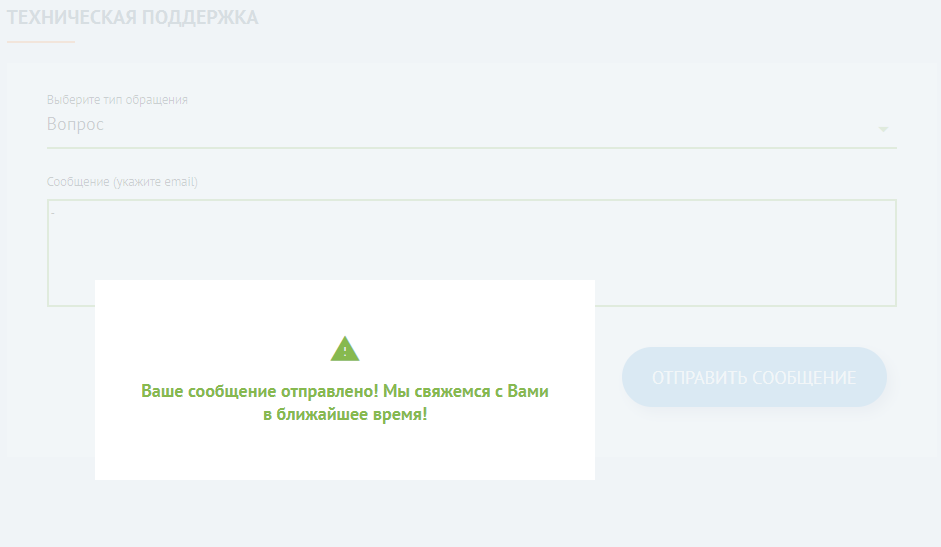 ТЕХНИЧЕСКАЯ ПОДДЕРЖКА
Выберите тип обращения
Вопрос
Сообщение (укажите email)
-
Ваше сообщение отправлено! Мы свяжемся с Вами
в ближайшее время!
ОТПРАВИТЬ СООБЩЕНИЕ